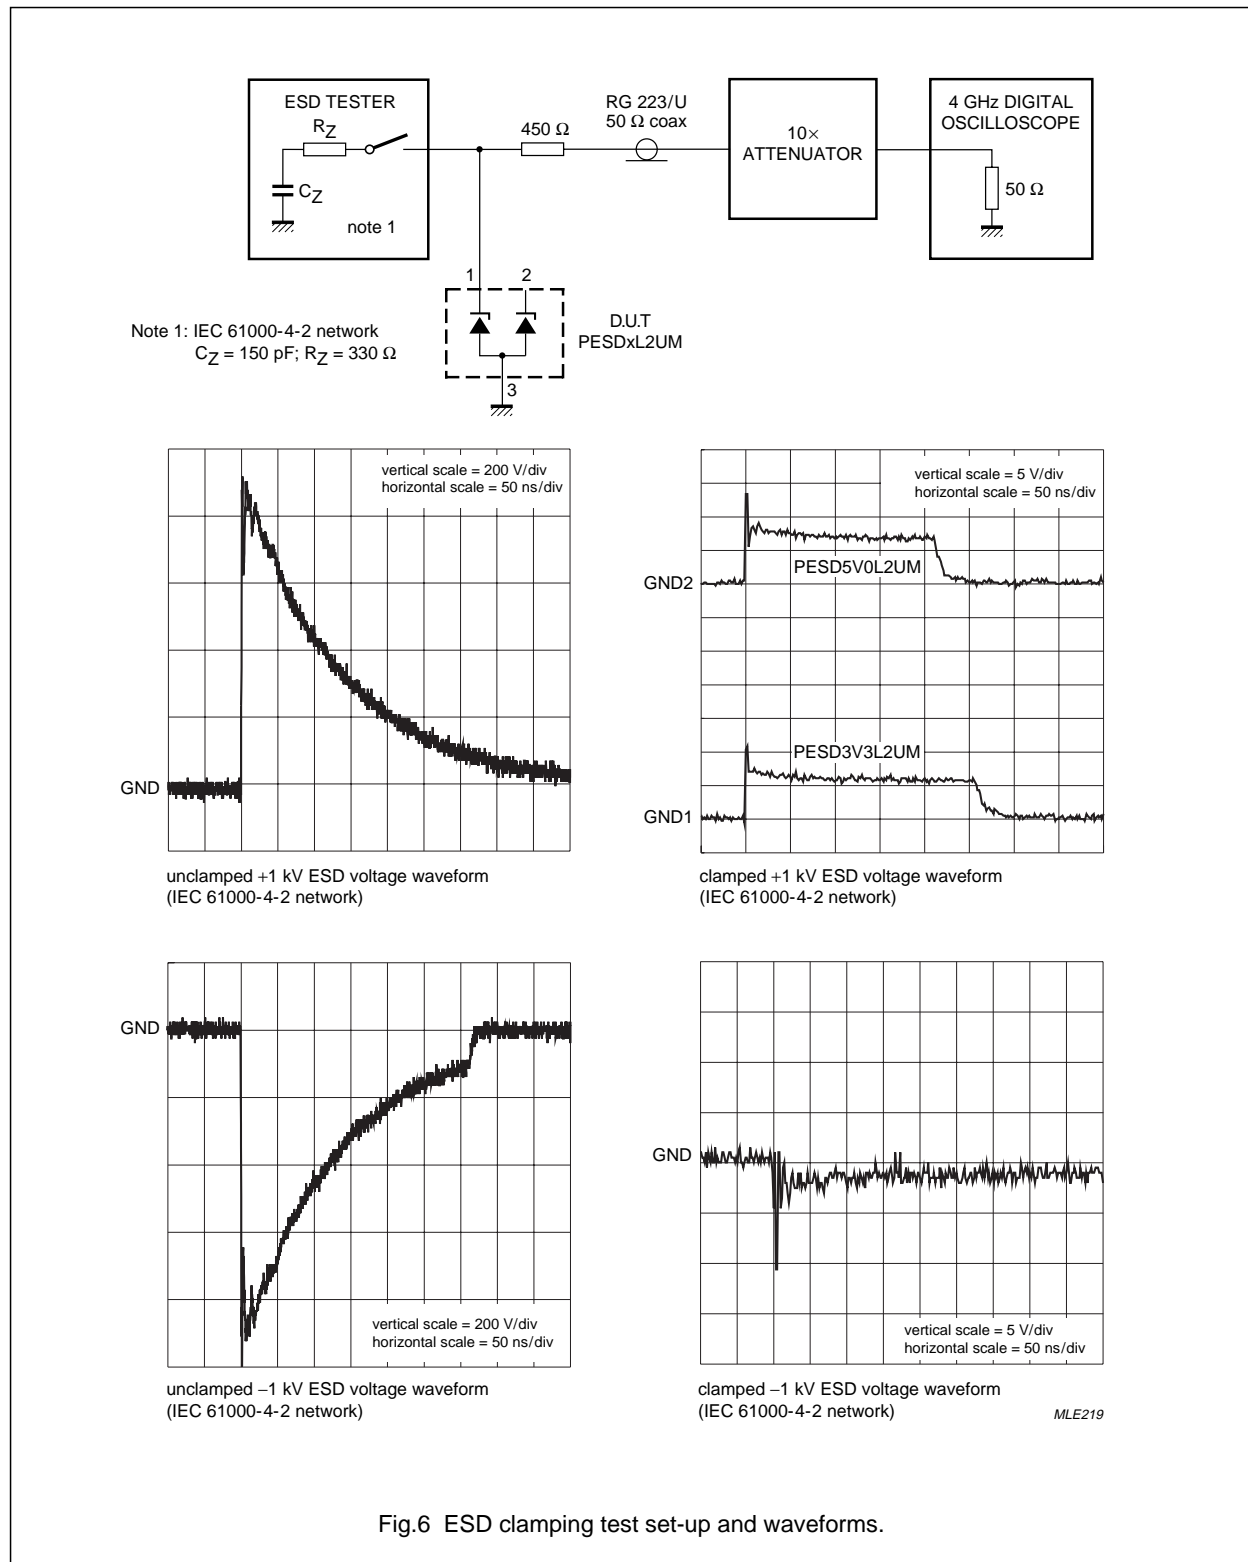 ESD TESTER
RZ
CZ
note 1
450 Ω
RG 223/U
50 Ω coax
10×
ATTENUATOR
4 GHz DIGITAL
OSCILLOSCOPE
50 Ω
1
2
3
D.U.T
PESDxL2UM
Note 1: IEC 61000-4-2 network
CZ = 150 pF; RZ = 330 Ω
vertical scale = 200 V/div
horizontal scale = 50 ns/div
GND
unclamped +1 kV ESD voltage waveform
(IEC 61000-4-2 network)
vertical scale = 5 V/div
horizontal scale = 50 ns/div
GND2
PESD5V0L2UM
PESD3V3L2UM
GND1
clamped +1 kV ESD voltage waveform
(IEC 61000-4-2 network)
GND
vertical scale = 200 V/div
horizontal scale = 50 ns/div
unclamped −1 kV ESD voltage waveform
(IEC 61000-4-2 network)
GND
vertical scale = 5 V/div
horizontal scale = 50 ns/div
clamped −1 kV ESD voltage waveform
(IEC 61000-4-2 network)
MLE219
Fig.6 ESD clamping test set-up and waveforms.